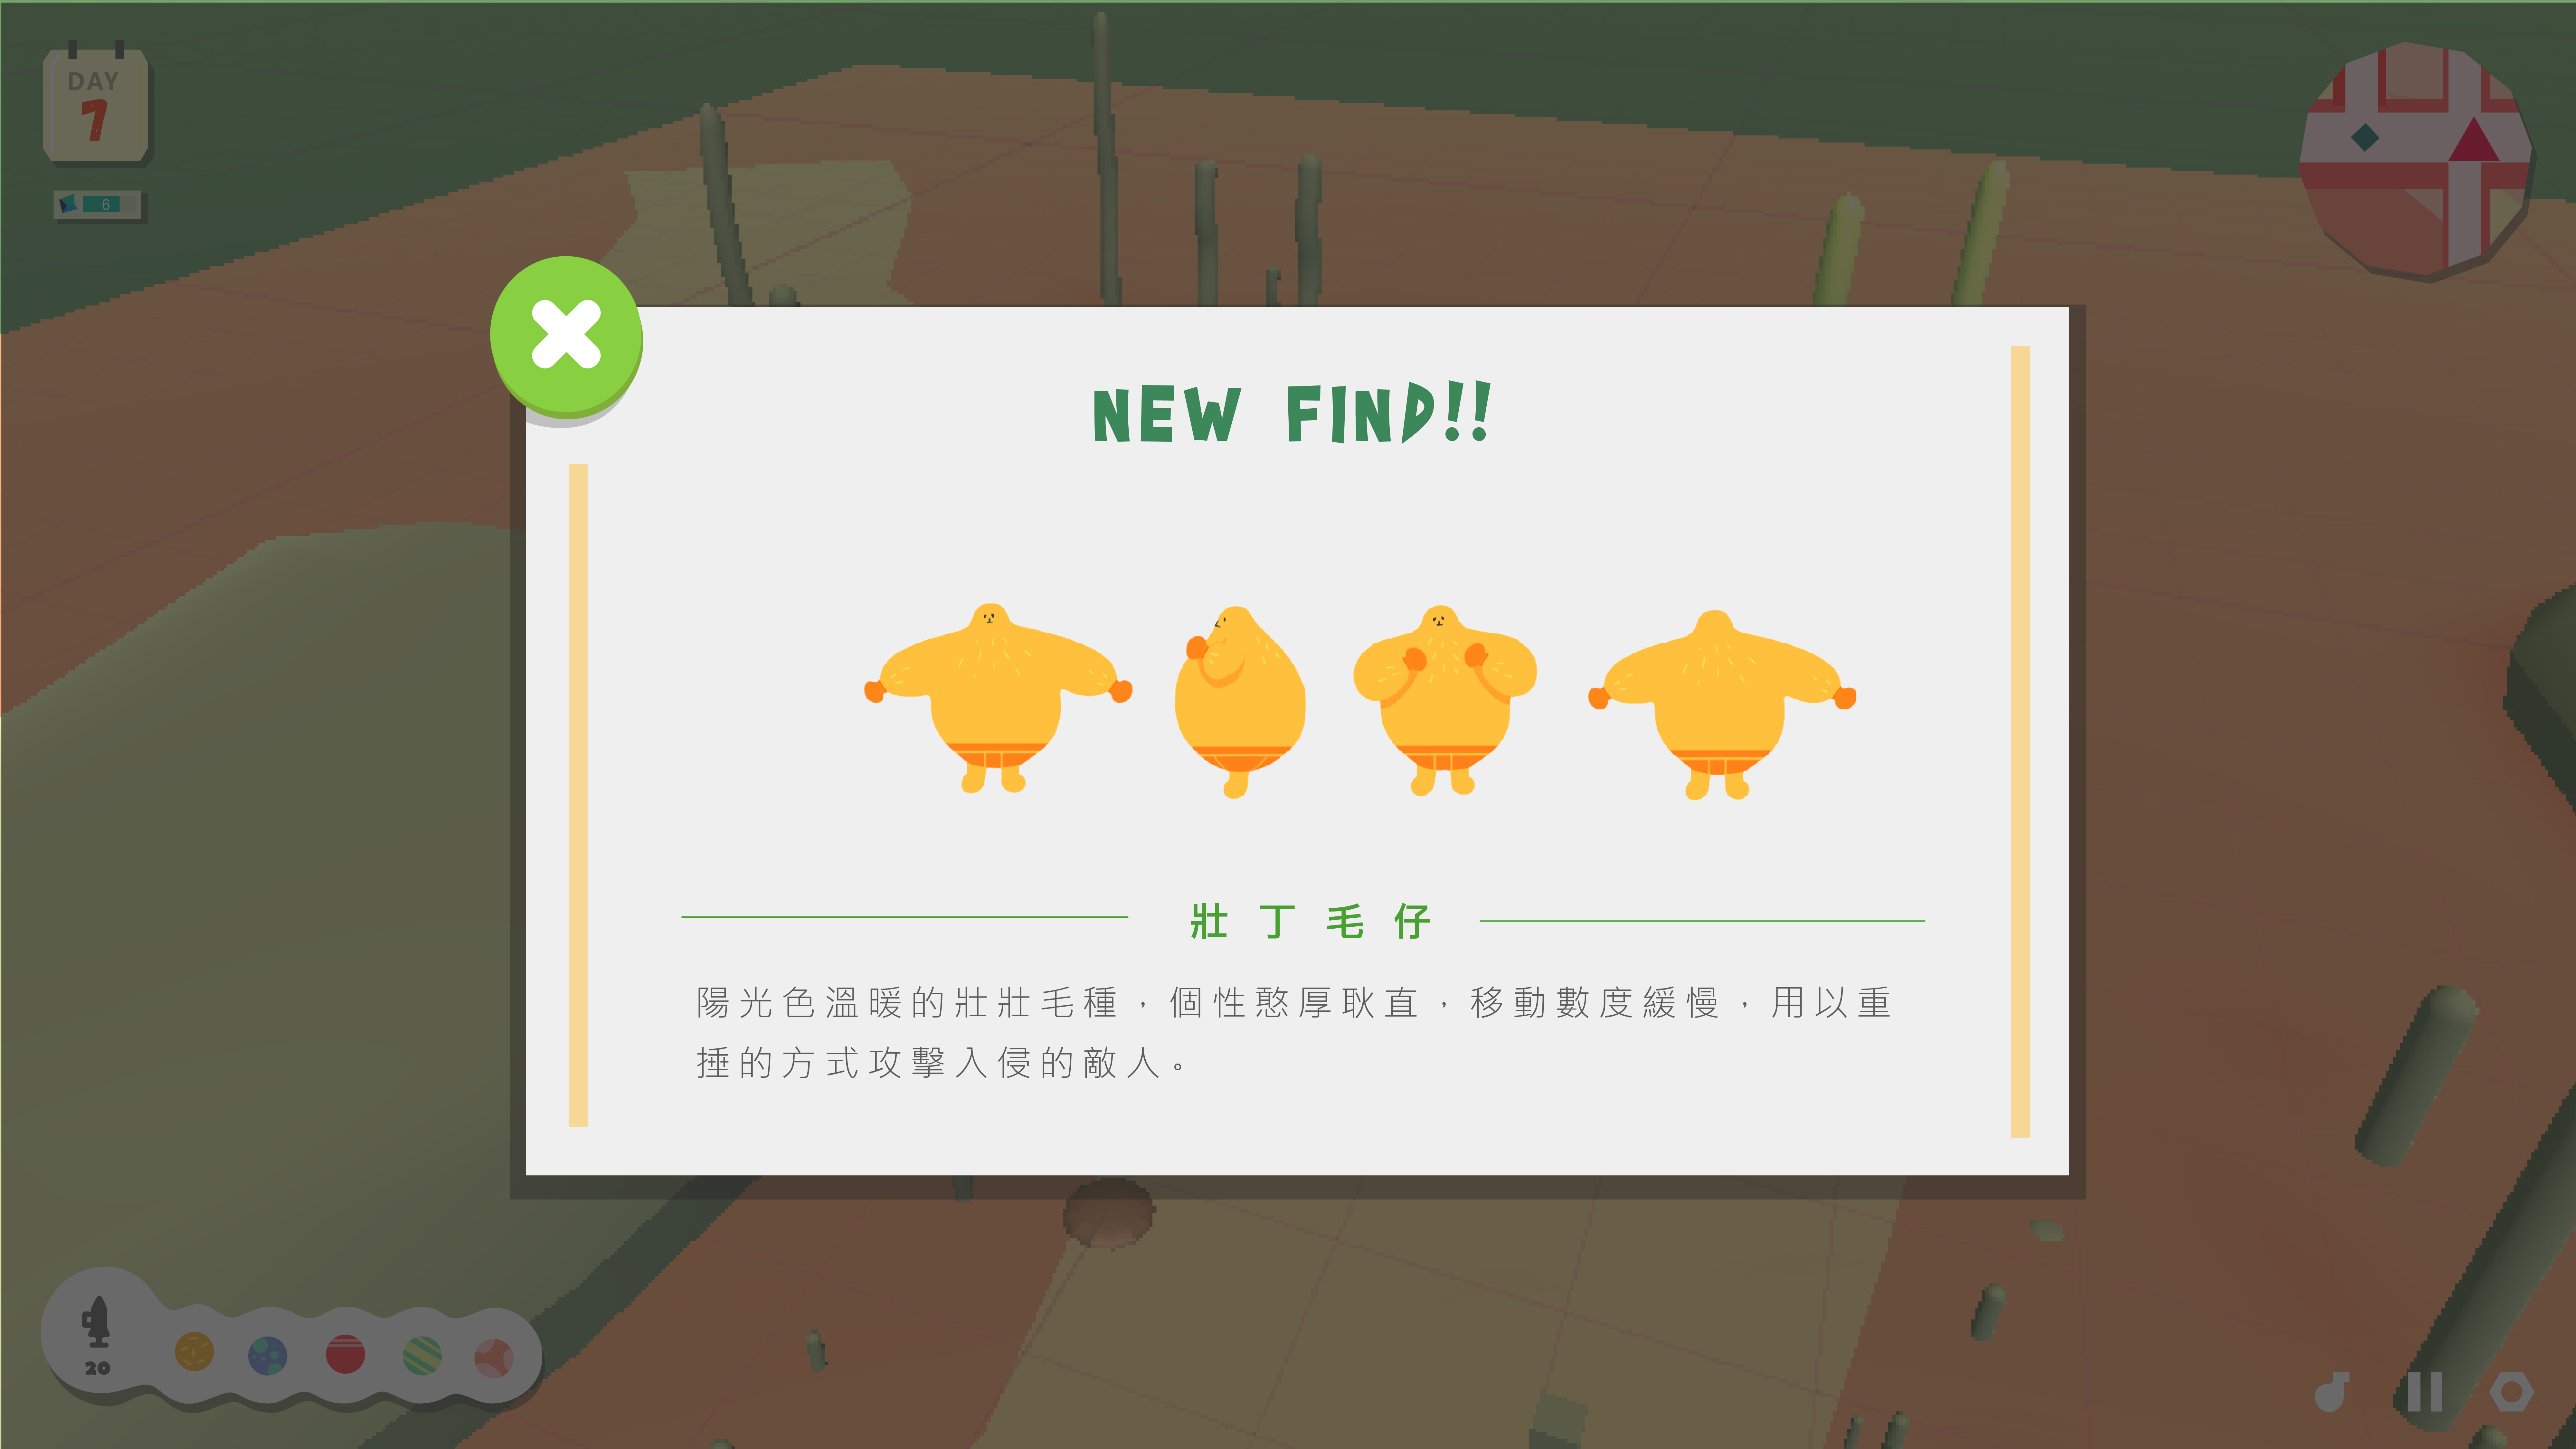 DAY
7
6
NEW FIND!!
壯丁毛仔
陽光色溫暖的壯壯毛種，個性憨厚耿直，移動數度緩慢，用以重
捶的方式攻擊入侵的敵人。
20